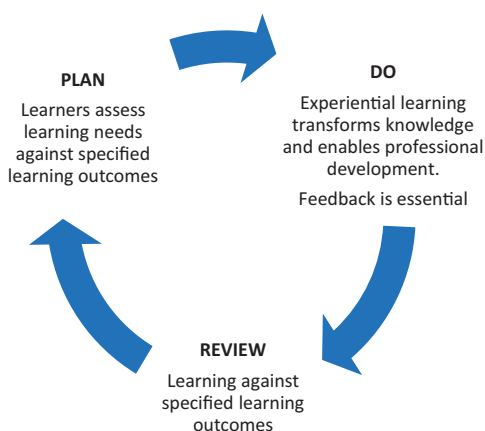 PLAN
Learners assess
learning needs
against specified
learning outcomes
DO
Experiential learning
transforms knowledge
and enables professional
development.
Feedback is essential
REVIEW
Learning against
specified learning
outcomes